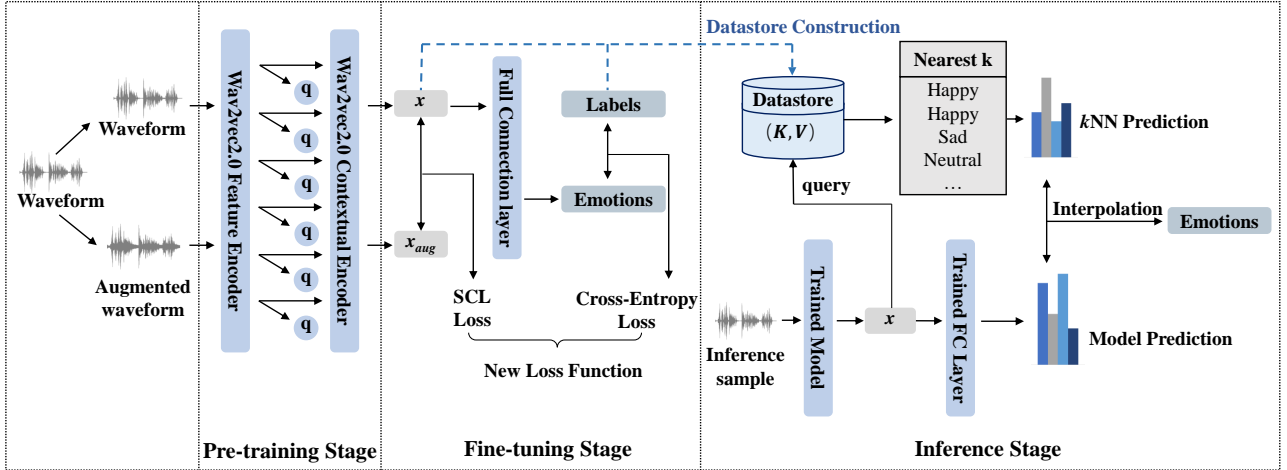 Waveform
Waveform
Augmented
waveform
Wav2vec2.0 Feature Encoder
q
q
q
q
q
q
Wav2vec2.0 Contextual Encoder
Pre-training Stage
x
x_aug
Full Connection layer
Labels
Emotions
SCL
Loss
Cross-Entropy
Loss
New Loss Function
Fine-tuning Stage
Datastore Construction
Datastore
(K,V)
query
Nearest k
Happy
Happy
Sad
Neutral
...
kNN Prediction
Interpolation
Emotions
Inference
sample
Trained Model
x
Trained FC Layer
Model Prediction
Inference Stage